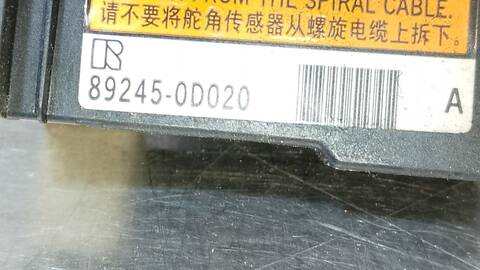 FROM THE SPIRAL CABLE.
请不要将舵角传感器从螺旋电缆上拆下。
R
89245-0D020
A